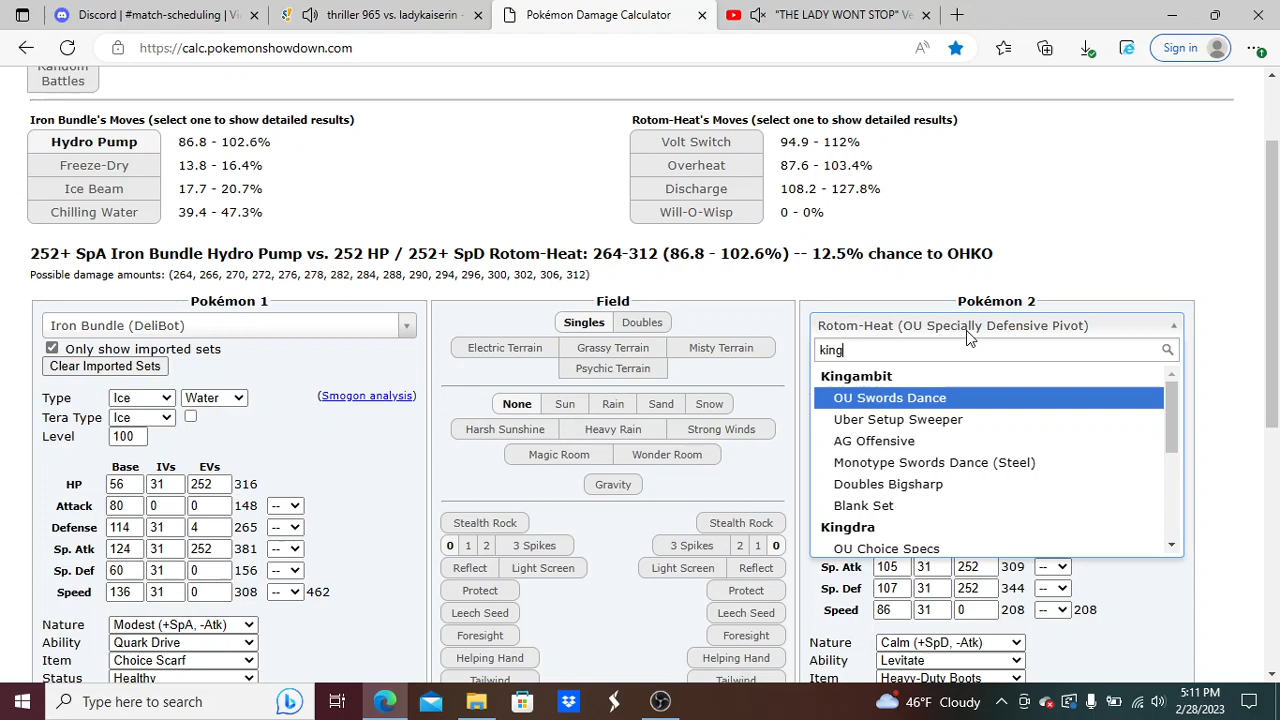 Discord | #match-scheduling | Vi
thriller 965 vs. ladykaiserin -
Pokémon Damage Calculator
"THE LADY WONT STOP" Ve
https://calc.pokemonshowdown.com
Sign in
Random
Battles
Iron Bundle's Moves (select one to show detailed results)
Hydro Pump 86.8 - 102.6%
Freeze-Dry 13.8 - 16.4%
Ice Beam 17.7 - 20.7%
Chilling Water 39.4 - 47.3%
Rotom-Heat's Moves (select one to show detailed results)
Volt Switch 94.9 - 112%
Overheat 87.6 - 103.4%
Discharge 108.2 - 127.8%
Will-O-Wisp 0 - 0%
252+ SpA Iron Bundle Hydro Pump vs. 252 HP / 252+ SpD Rotom-Heat: 264-312 (86.8 - 102.6%) -- 12.5% chance to OHKO
Possible damage amounts: (264, 266, 270, 272, 276, 278, 282, 284, 288, 290, 294, 296, 300, 302, 306, 312)
Pokémon 1
Iron Bundle (DeliBot)
Only show imported sets
Clear Imported Sets
Type Ice Water (Smogon analysis)
Tera Type Ice
Level 100
Base IVs EVs
HP 56 31 252 316
Attack 80 0 0 148 --
Defense 114 31 4 265 --
Sp. Atk 124 31 252 381 --
Sp. Def 60 31 0 156 --
Speed 136 31 0 308 -- 462
Nature Modest (+SpA, -Atk)
Ability Quark Drive
Item Choice Scarf
Status Healthy
Field
Singles Doubles
Electric Terrain Grassy Terrain Misty Terrain
Psychic Terrain
None Sun Rain Sand Snow
Harsh Sunshine Heavy Rain Strong Winds
Magic Room Wonder Room
Gravity
Stealth Rock Stealth Rock
0 1 2 3 Spikes 3 Spikes 2 1 0
Reflect Light Screen Light Screen Reflect
Protect Protect
Leech Seed Leech Seed
Foresight Foresight
Helping Hand Helping Hand
Tailwind Tailwind
Pokémon 2
Rotom-Heat (OU Specially Defensive Pivot)
king
Kingambit
OU Swords Dance
Uber Setup Sweeper
AG Offensive
Monotype Swords Dance (Steel)
Doubles Bigsharp
Blank Set
Kingdra
OU Choice Specs
Sp. Atk 105 31 252 309 --
Sp. Def 107 31 252 344 --
Speed 86 31 0 208 -- 208
Nature Calm (+SpD, -Atk)
Ability Levitate
Item Heavy-Duty Boots
Type here to search
46°F Cloudy
5:11 PM
2/28/2023